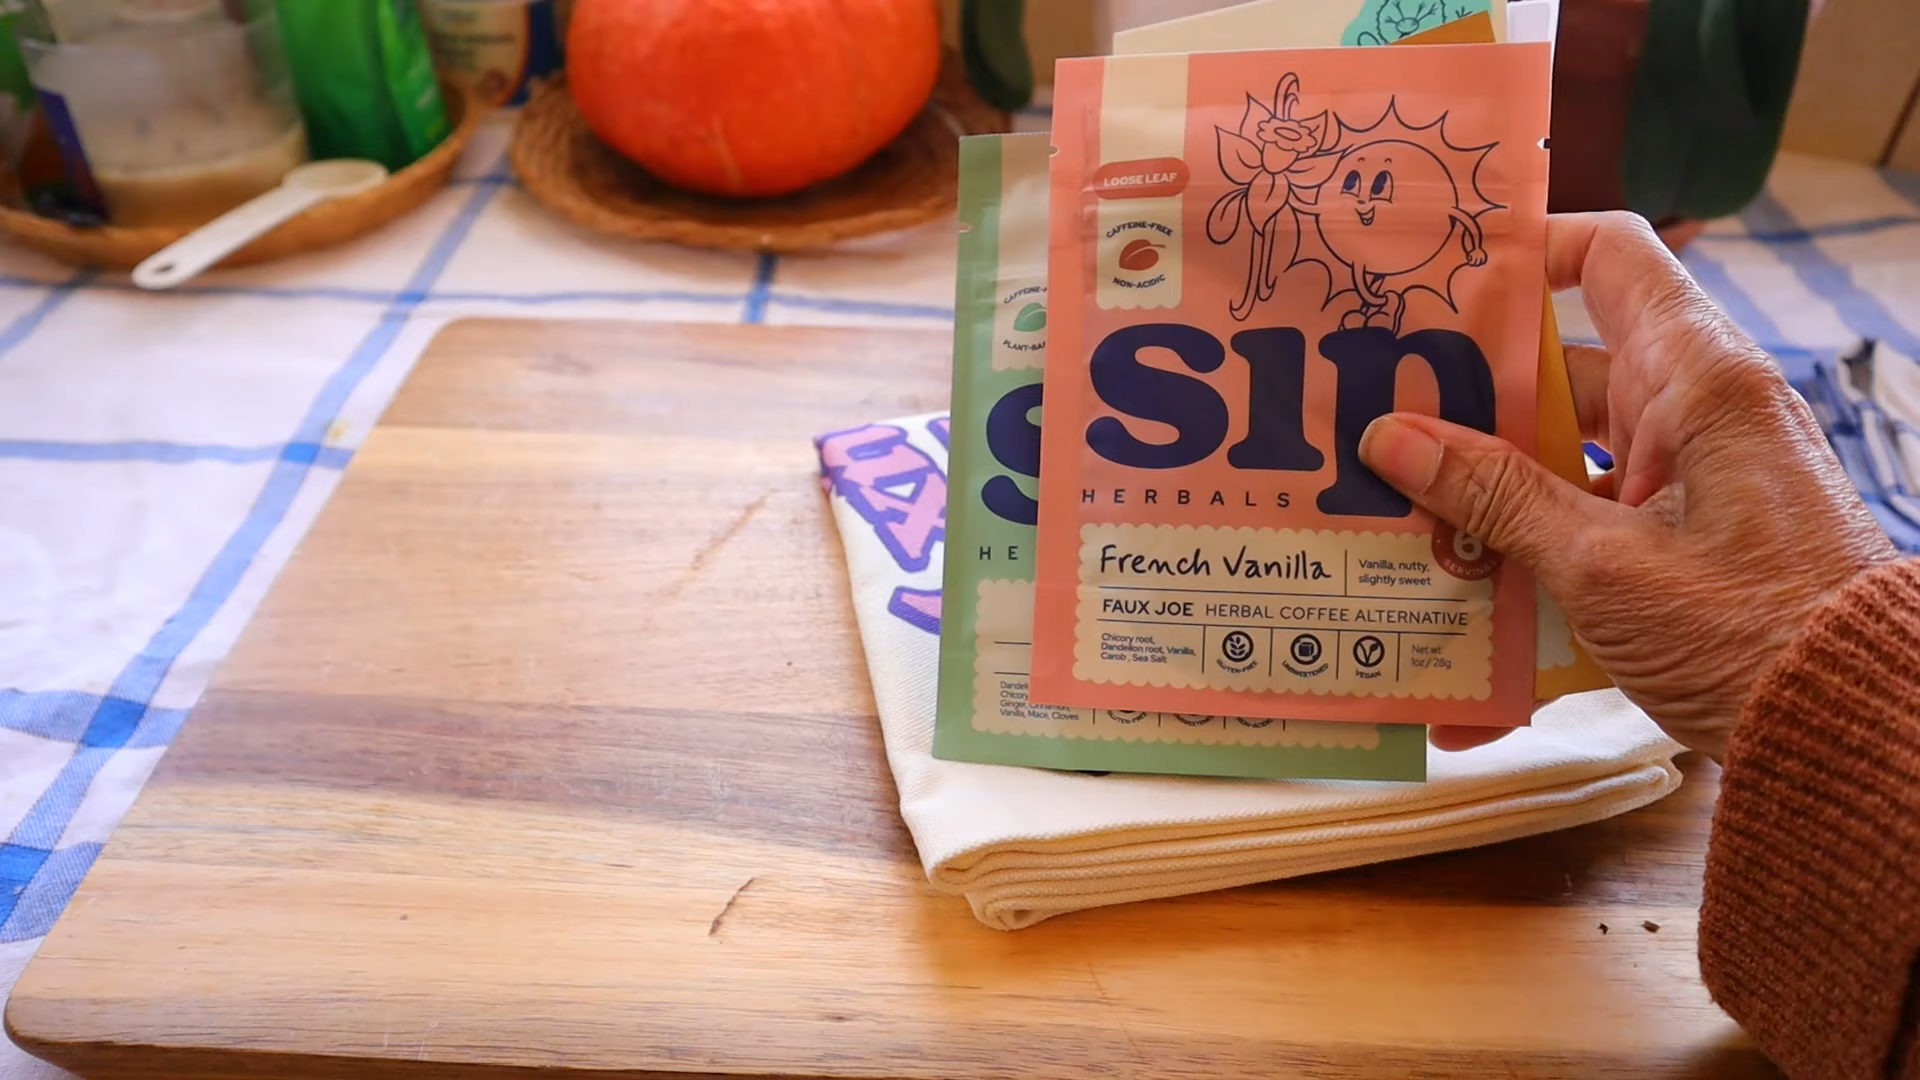 LOOSE LEAF
CAFFEINE-FREE
NON-ACIDIC
sip
HERBALS
6
SERVINGS
French Vanilla
Vanilla, nutty,
slightly sweet
FAUX JOE HERBAL COFFEE ALTERNATIVE
Chicory root,
Dandelion root, Vanilla,
Carob, Sea Salt
GLUTEN-FREE
UNSWEETENED
VEGAN
Net wt
1oz / 28g
s
HE
Ginger, Cinnamon,
Vanilla, Mace, Cloves